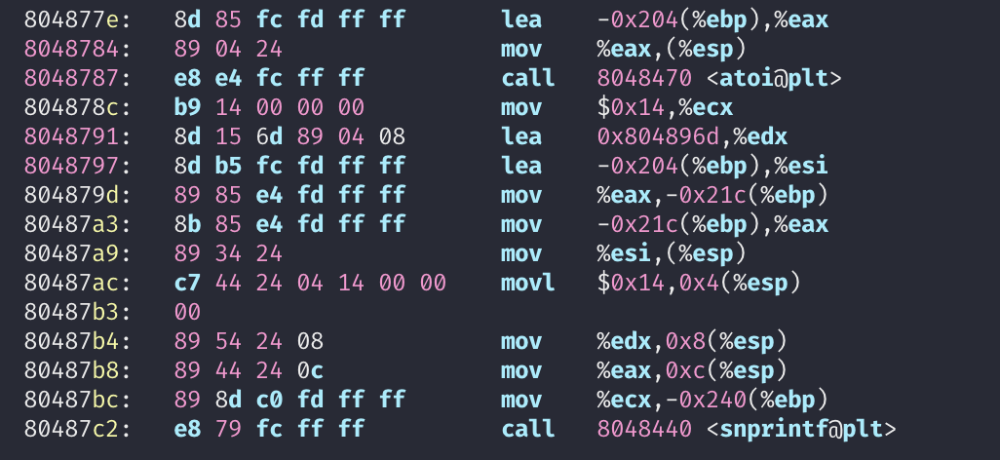 804877e: 8d 85 fc fd ff ff lea -0x204(%ebp),%eax
8048784: 89 04 24 mov %eax,(%esp)
8048787: e8 e4 fc ff ff call 8048470 <atoi@plt>
804878c: b9 14 00 00 00 mov $0x14,%ecx
8048791: 8d 15 6d 89 04 08 lea 0x804896d,%edx
8048797: 8d b5 fc fd ff ff lea -0x204(%ebp),%esi
804879d: 89 85 e4 fd ff ff mov %eax,-0x21c(%ebp)
80487a3: 8b 85 e4 fd ff ff mov -0x21c(%ebp),%eax
80487a9: 89 34 24 mov %esi,(%esp)
80487ac: c7 44 24 04 14 00 00 movl $0x14,0x4(%esp)
80487b3: 00
80487b4: 89 54 24 08 mov %edx,0x8(%esp)
80487b8: 89 44 24 0c mov %eax,0xc(%esp)
80487bc: 89 8d c0 fd ff ff mov %ecx,-0x240(%ebp)
80487c2: e8 79 fc ff ff call 8048440 <snprintf@plt>